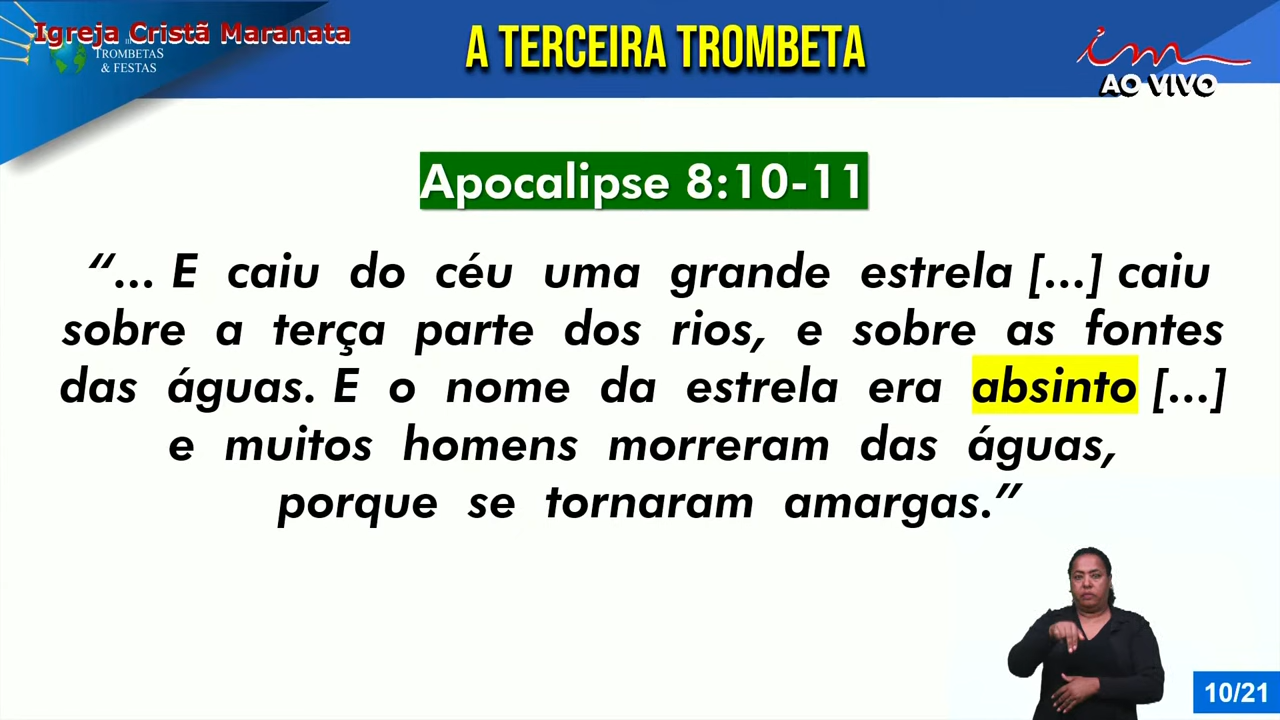 Igreja Cristã Maranata
TROMBETAS
& FESTAS
A TERCEIRA TROMBETA
im
AO VIVO
Apocalipse 8:10-11
“... E caiu do céu uma grande estrela [...] caiu
sobre a terça parte dos rios, e sobre as fontes
das águas. E o nome da estrela era absinto [...]
e muitos homens morreram das águas,
porque se tornaram amargas.”
10/21